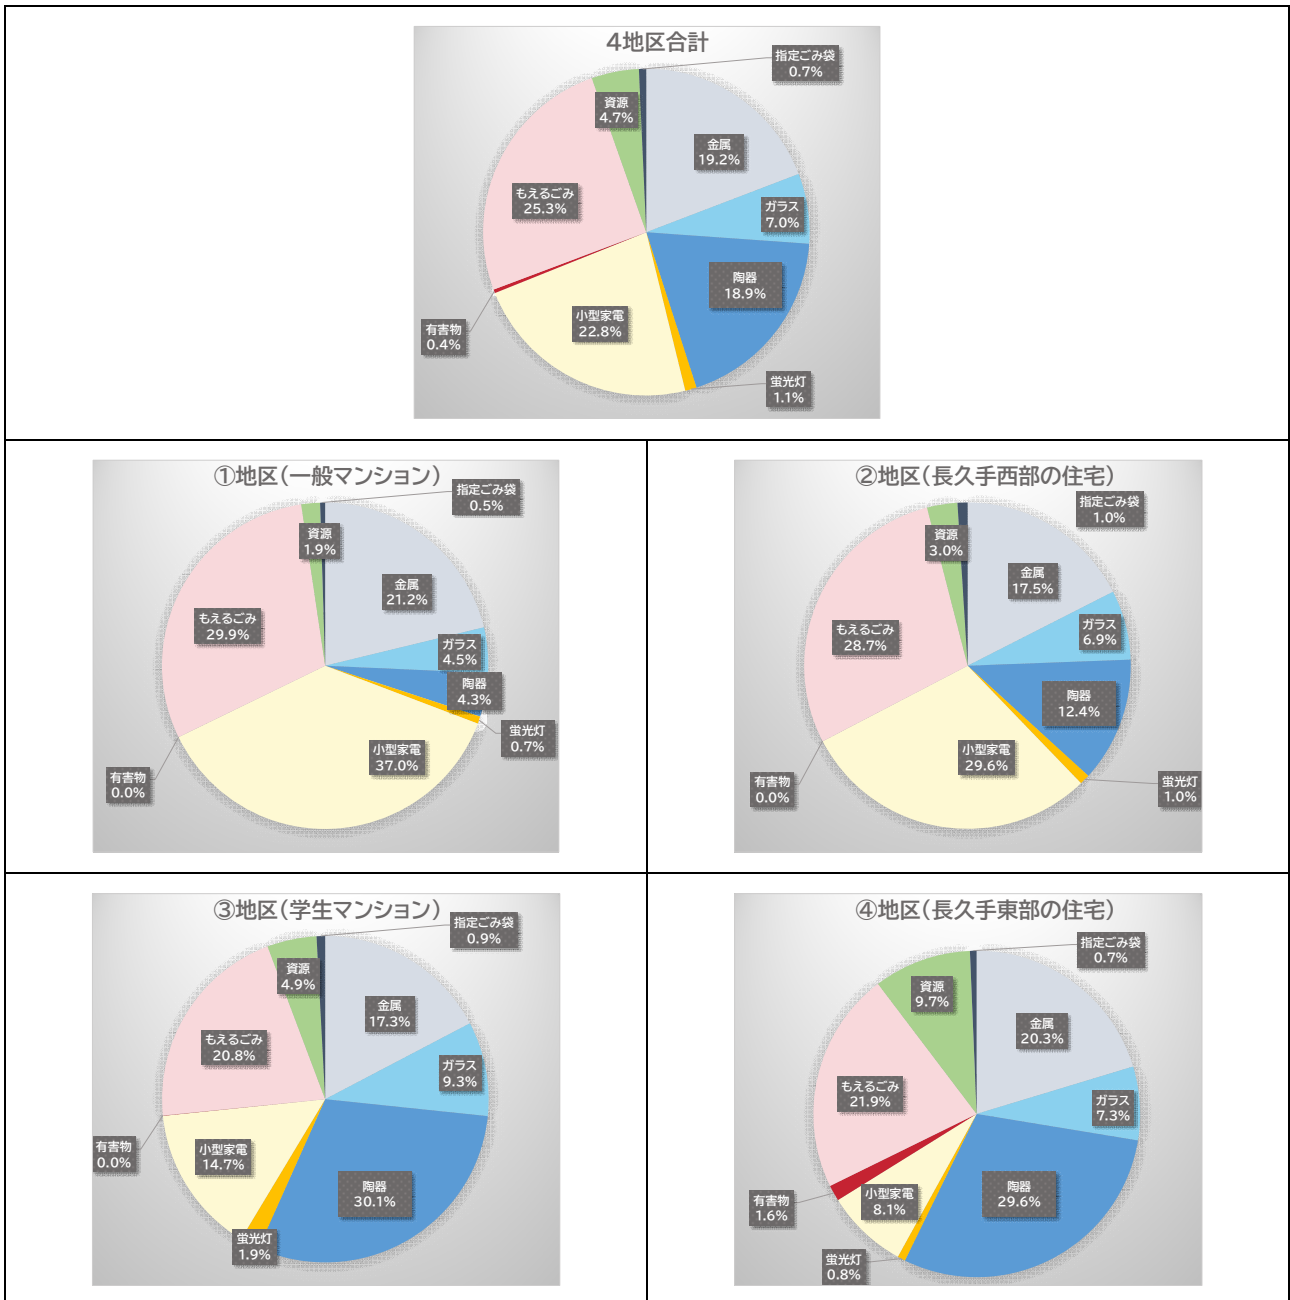 4地区合計
指定ごみ袋
0.7%
資源
4.7%
金属
19.2%
もえるごみ
25.3%
ガラス
7.0%
陶器
18.9%
小型家電
22.8%
有害物
0.4%
蛍光灯
1.1%
①地区（一般マンション）
指定ごみ袋
0.5%
資源
1.9%
金属
21.2%
もえるごみ
29.9%
ガラス
4.5%
陶器
4.3%
蛍光灯
0.7%
小型家電
37.0%
有害物
0.0%
②地区（長久手西部の住宅）
指定ごみ袋
1.0%
資源
3.0%
金属
17.5%
もえるごみ
28.7%
ガラス
6.9%
陶器
12.4%
小型家電
29.6%
有害物
0.0%
蛍光灯
1.0%
③地区（学生マンション）
指定ごみ袋
0.9%
資源
4.9%
金属
17.3%
もえるごみ
20.8%
ガラス
9.3%
有害物
0.0%
小型家電
14.7%
陶器
30.1%
蛍光灯
1.9%
④地区（長久手東部の住宅）
指定ごみ袋
0.7%
資源
9.7%
金属
20.3%
もえるごみ
21.9%
ガラス
7.3%
陶器
29.6%
小型家電
8.1%
有害物
1.6%
蛍光灯
0.8%